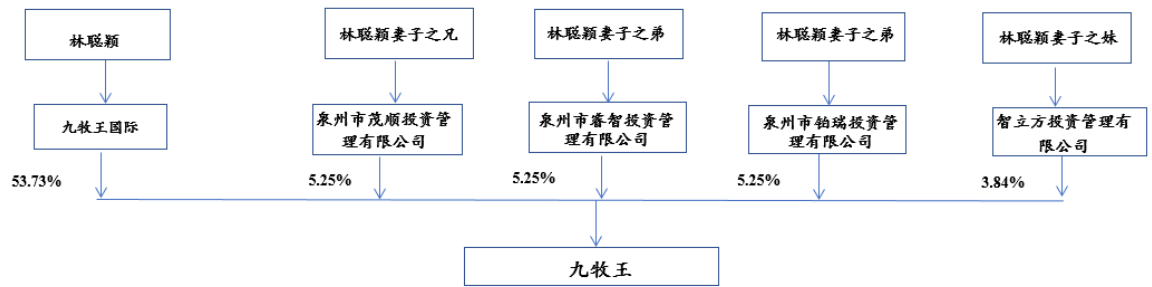 林聪颖
林聪颖妻子之兄
林聪颖妻子之弟
林聪颖妻子之弟
林聪颖妻子之妹
九牧王国际
泉州市茂顺投资管
理有限公司
泉州市睿智投资管
理有限公司
泉州市铂瑞投资管
理有限公司
智立方投资管理有
限公司
53.73%
5.25%
5.25%
5.25%
3.84%
九牧王